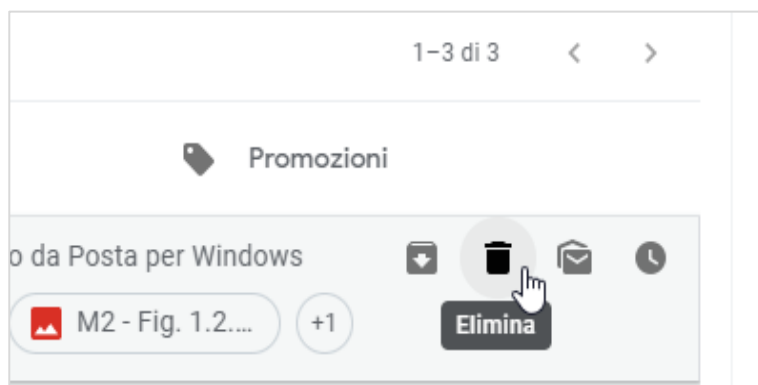 1–3 di 3
Promozioni
o da Posta per Windows
M2 - Fig. 1.2.... +1
Elimina